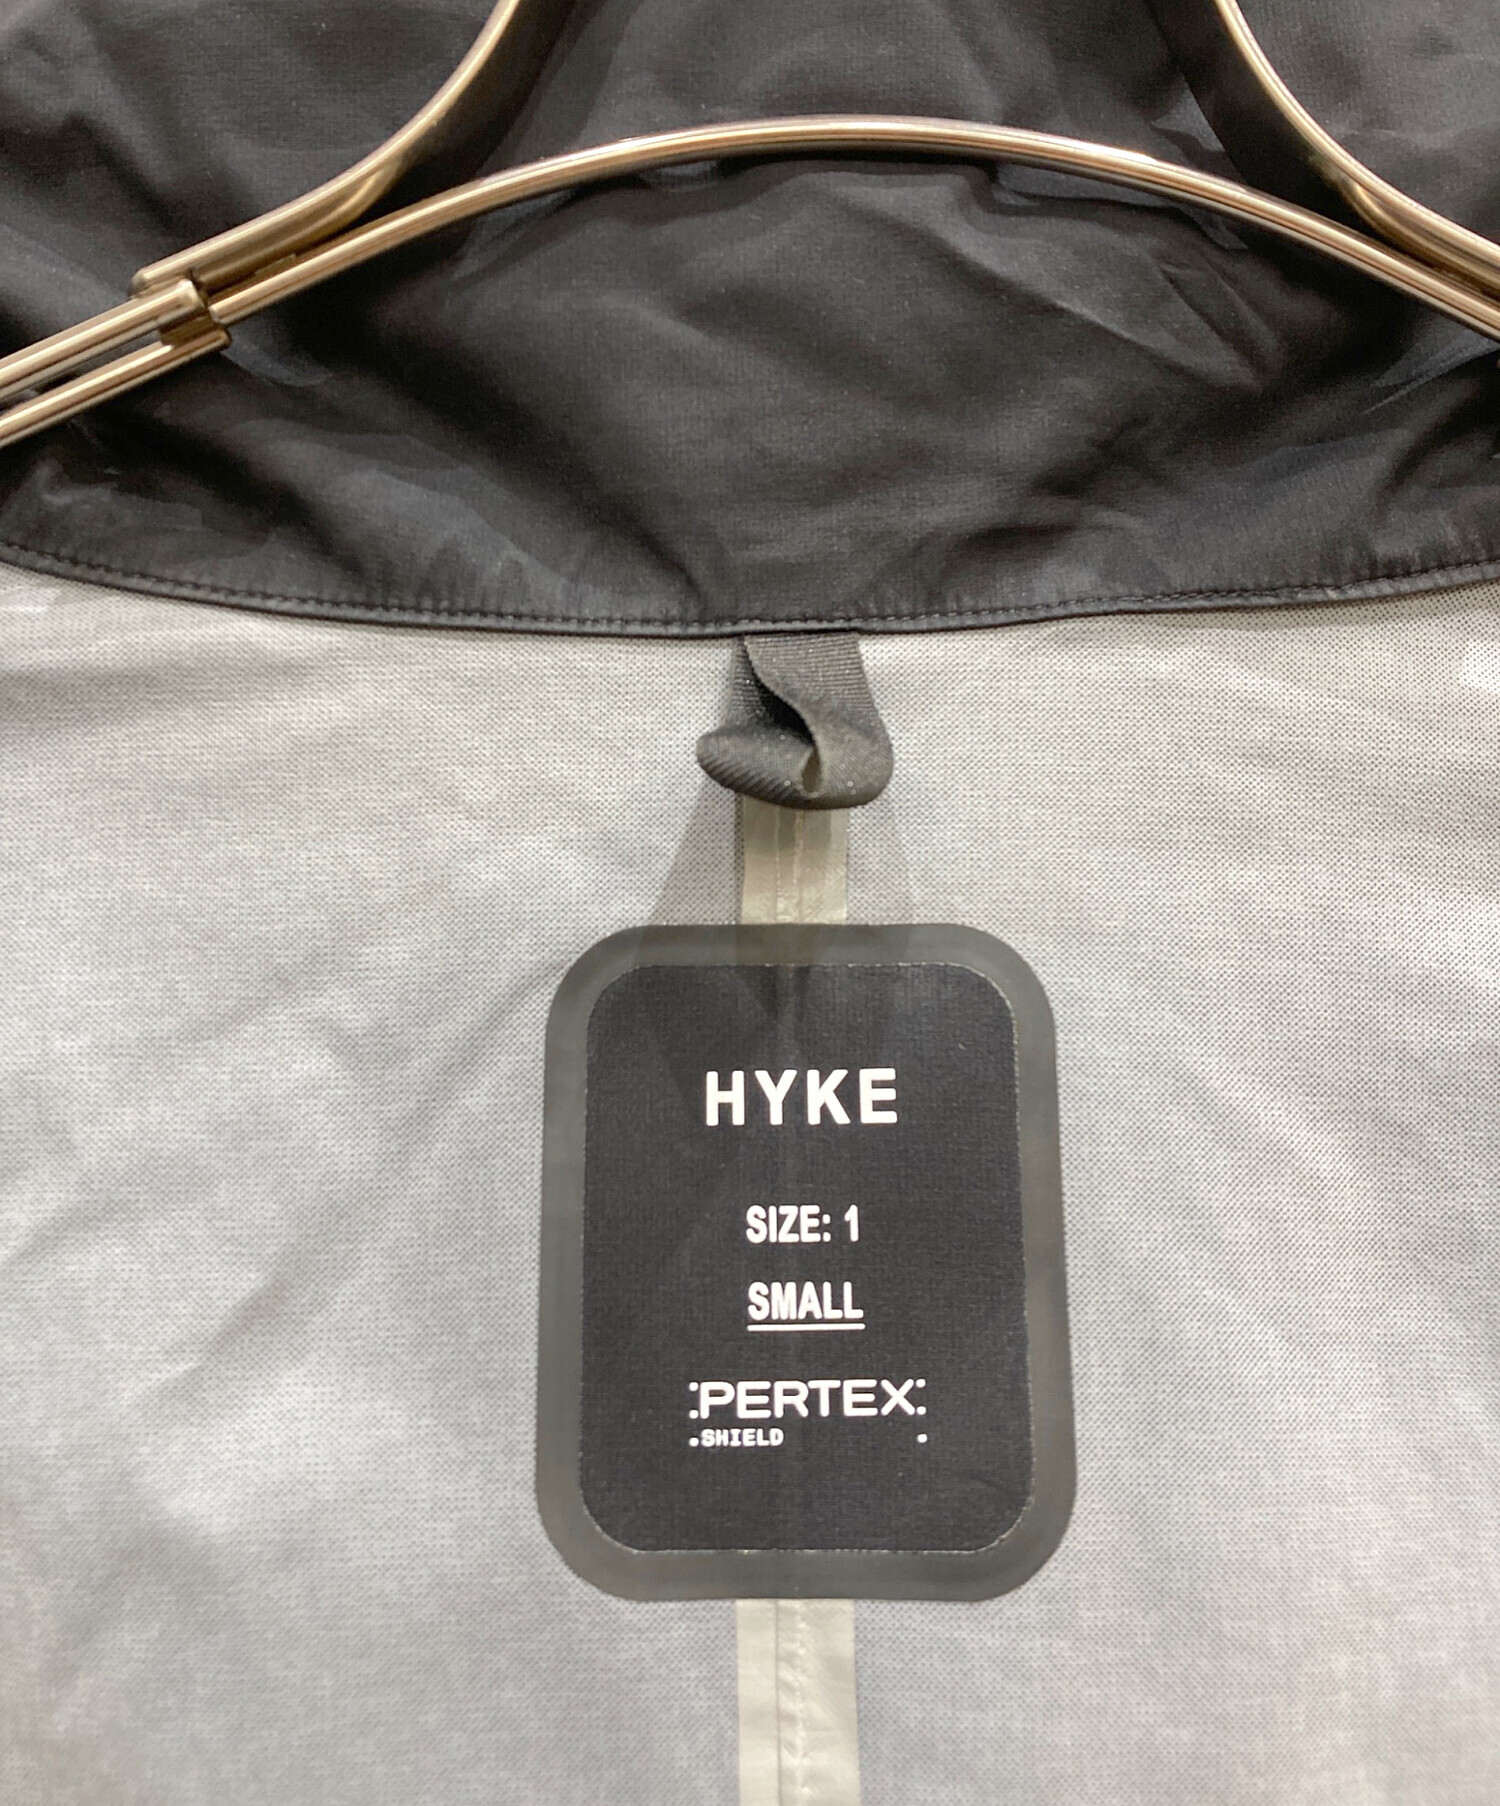 HYKE
SIZE: 1
SMALL
:PERTEX:
.SHIELD .